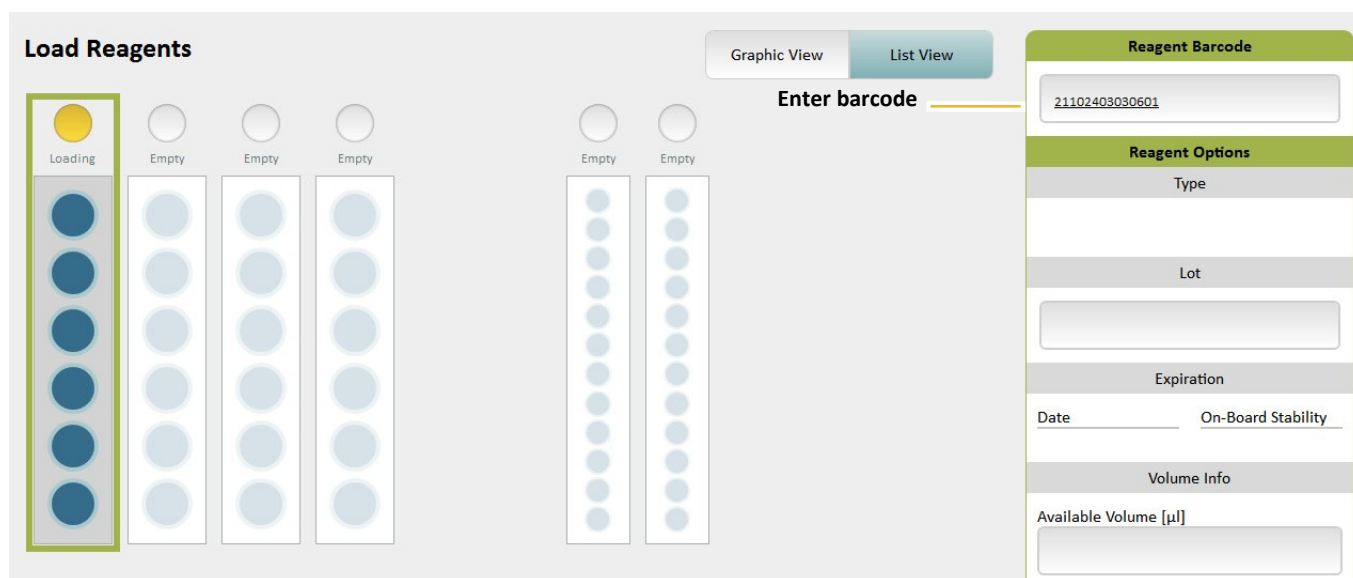 Load Reagents
Graphic View
List View
Enter barcode
Loading
Empty
Empty
Empty
Empty
Empty
Reagent Barcode
21102403030601
Reagent Options
Type
Lot
Expiration
Date On-Board Stability
Volume Info
Available Volume [µl]